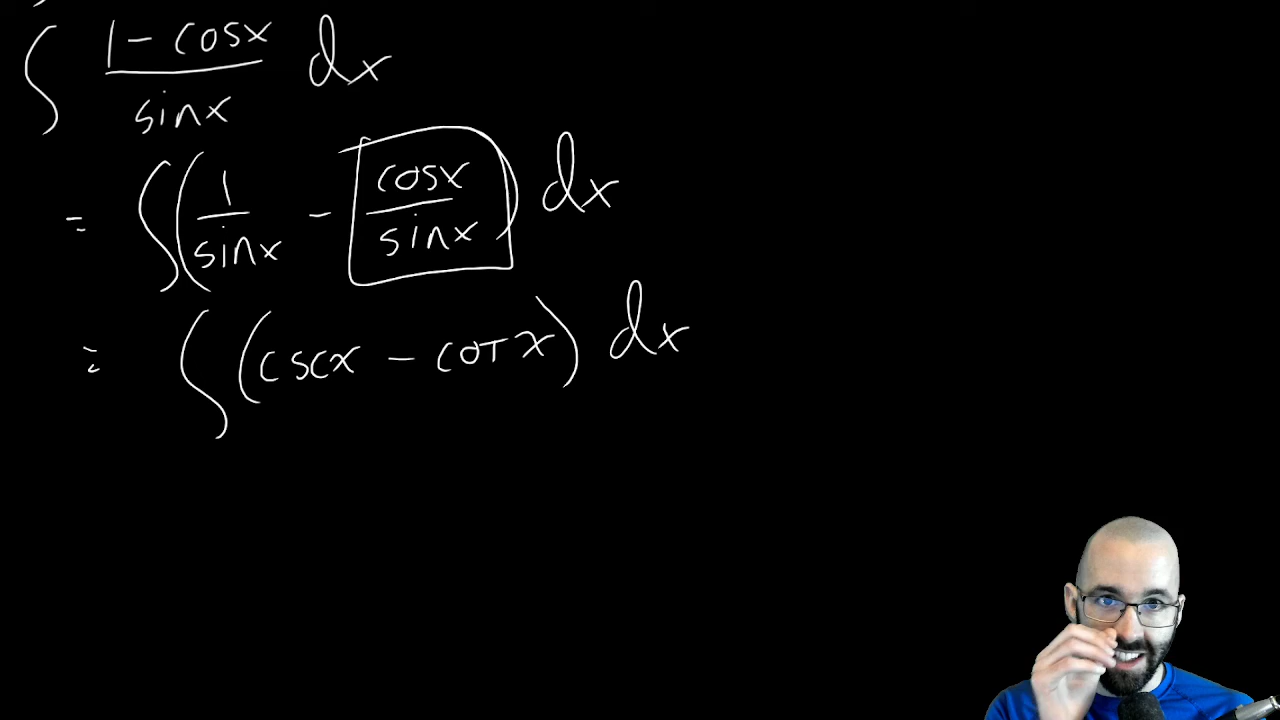 ∫ (1 - cosx)/(sinx) dx
= ∫ (1/(sinx) - (cosx)/(sinx)) dx
= ∫ (cscx - cotx) dx